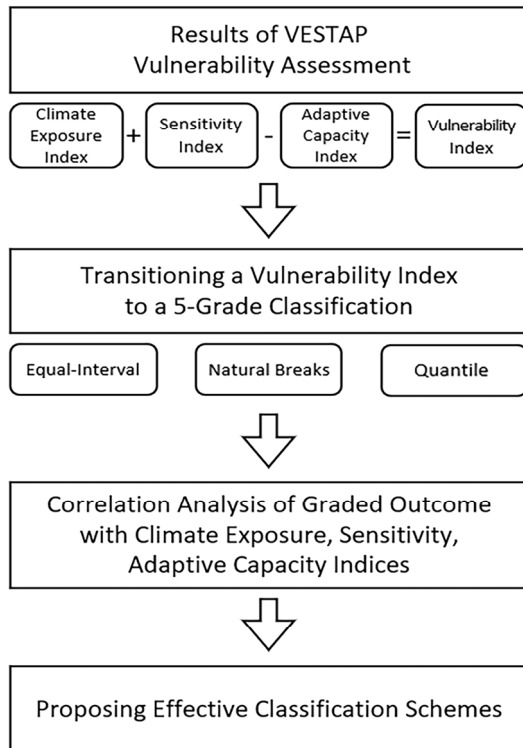 Results of VESTAP
Vulnerability Assessment
Climate
Exposure
Index
+
Sensitivity
Index
-
Adaptive
Capacity
Index
=
Vulnerability
Index
Transitioning a Vulnerability Index
to a 5-Grade Classification
Equal-Interval
Natural Breaks
Quantile
Correlation Analysis of Graded Outcome
with Climate Exposure, Sensitivity,
Adaptive Capacity Indices
Proposing Effective Classification Schemes